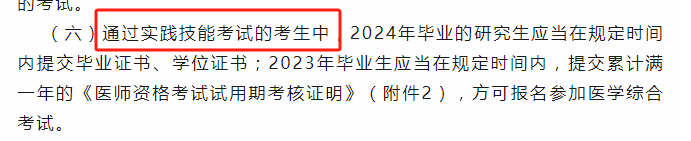 的考试。
（六）通过实践技能考试的考生中，2024年毕业的研究生应当在规定时间
内提交毕业证书、学位证书；2023年毕业生应当在规定时间内，提交累计满
一年的《医师资格考试试用期考核证明》（附件2），方可报名参加医学综合
考试。